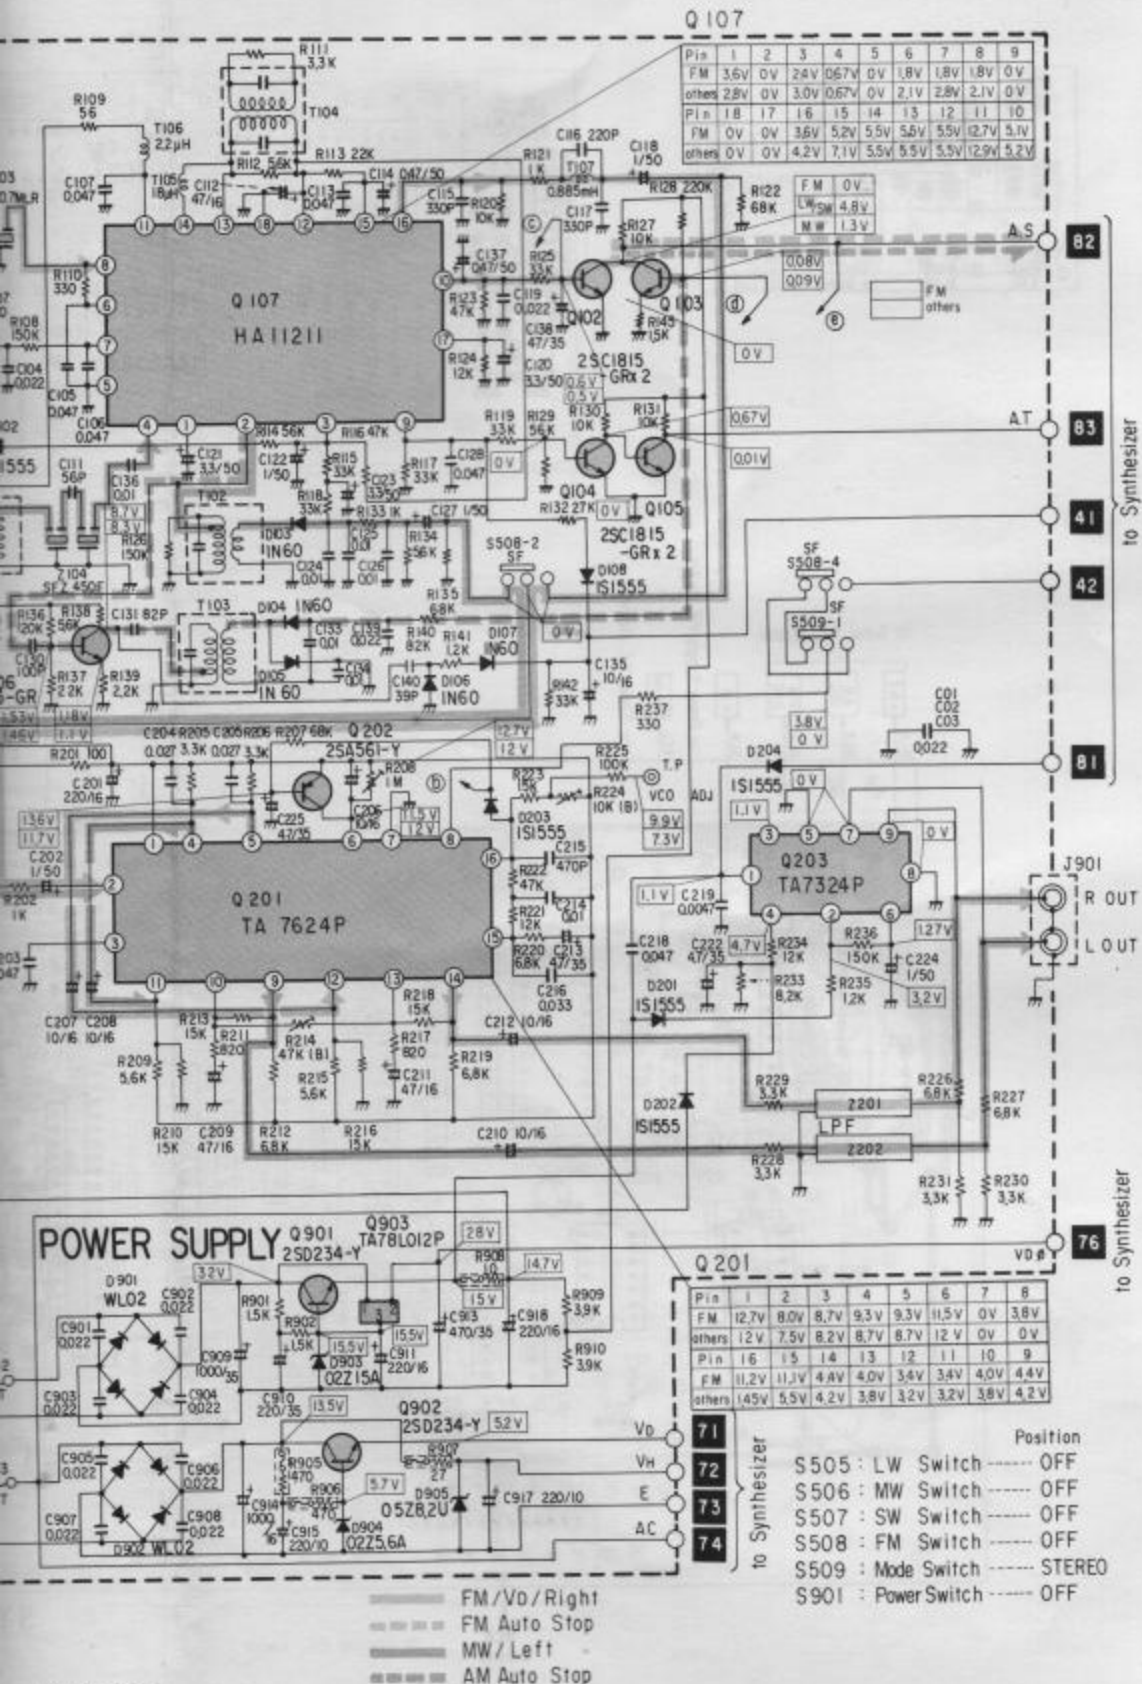 Q107
Pin 1 2 3 4 5 6 7 8 9
FM 3,6V 0V 2,4V 0,67V 0V 1,8V 1,8V 1,8V 0V
others 2,8V 0V 3.0V 0,67V 0V 2,1V 2,8V 2,1V 0V
Pin 18 17 16 15 14 13 12 11 10
FM 0V 0V 3,6V 5,2V 5,5V 5,5V 5,5V 12,7V 5,1V
others 0V 0V 4.2V 7,1V 5.5V 5.5V 5,5V 12,9V 5,2V
R111
3,3K
T104
R109
56
T106
2,2μH
R112 56K
R113 22K
T105
18μH
C112
47/16
C113
0,047
C114 0,47/50
C107
0,047
C115
330P
R120
10K
R121
1K
C116 220P
T107
0,885mH
C118
1/50
R128 220K
R122
68K
C117
330P
R127
10K
FM 0V
LW/SW 4,8V
MW 1.3V
A.S
82
0,08V
0,09V
FM
others
R110
330
Q107
HA11211
R108
150K
C104
0,022
C105
0,047
C106
0,047
C137
0,47/50
R125
33K
R123
47K
C119
0,022
Q102
Q103
C138
47/35
R143
1,5K
R124
12K
C120
3,3/50
2SC1815
-GRx2
0V
0,6V
0,5V
R130
10K
R131
10K
0,67V
0,01V
A.T
83
R119
33K
R129
56K
Q104
Q105
2SC1815
-GRx2
R132 27K
0V
0V
C111
56P
C136
0,01
8,7V
8,3V
R126
150K
Z104
SFZ 450F
C121
3,3/50
R114 56K
C122
1/50
R115
33K
R116 47K
R117
33K
C128
0,047
C123
3,3/50
R118
33K
R133 1K
C127 1/50
T102
D103
1N60
C124
0,01
C125
0,01
C126
0,01
R134
56K
S508-2
SF
D108
1S1555
S508-4
SF
S509-1
SF
41
42
to Synthesizer
R136
120K
R138
56K
C131 82P
C130
100P
R137
2.2K
R139
2,2K
T103
D104 1N60
D105
1N 60
C133
0,01
C134
0,01
C139
0,022
R135
6.8K
R140
82K
R141
1,2K
D107
1N60
C140
39P
D106
1N60
0V
R142
33K
C135
10/16
R237
330
3.8V
0V
C01
C02
C03
0,022
81
1,18V
1.1V
R201 100
C201
220/16
C204
0,027
R205
3.3K
C205
0,027
R206
3.3K
R207 68K
Q202
2SA561-Y
R208
1M
C206
10/16
C225
4,7/35
12,7V
12V
11,5V
1,2V
D203
1S1555
R223
15K
R225
100K
R224
10K (B)
T.P
VCO ADJ
9.9V
7.3V
D204
1S1555
0V
1.1V
Q203
TA7324P
0V
J901
R OUT
L OUT
13,6V
11,7V
C202
1/50
R202
1K
Q201
TA 7624P
R222
47K
C215
470P
C214
0,01
R221
12K
R220
6,8K
C213
4,7/35
C216
0,033
C218
0,047
1,1V
C219
0,0047
C222
4,7/35
4,7V
R234
12K
R236
150K
1.27V
C224
1/50
3,2V
R233
8,2K
R235
1,2K
D201
1S1555
C207
10/16
C208
10/16
R209
5,6K
R213
15K
R211
820
R214
47K (B)
R215
5,6K
R218
15K
R217
820
C211
47/16
R219
6,8K
C212 10/16
R210
15K
C209
47/16
R212
6,8K
R216
15K
C210 10/16
D202
1S1555
R229
3.3K
Z201
LPF
Z202
R228
3,3K
R226
6,8K
R227
6,8K
R231
3,3K
R230
3,3K
POWER SUPPLY
Q901
2SD234-Y
Q903
TA78L012P
28V
R908
10
14,7V
15V
VDØ
76
to Synthesizer
D901
WL02
C901
0,022
C902
0,022
C903
0,022
C904
0,022
32V
R901
1,5K
R902
1,5K
C909
1000/35
15,5V
D903
02Z15A
15,5V
C911
220/16
C910
220/35
C913
470/35
C918
220/16
R909
3,9K
R910
3,9K
Q201
Pin 1 2 3 4 5 6 7 8
FM 12,7V 8.0V 8,7V 9,3V 9,3V 11,5V 0V 3,8V
others 12V 7.5V 8.2V 8,7V 8.7V 12V 0V 0V
Pin 16 15 14 13 12 11 10 9
FM 11,2V 11,1V 4,4V 4,0V 3,4V 3,4V 4,0V 4,4V
others 1,45V 5,5V 4.2V 3,8V 3,2V 3,2V 3,8V 4,2V
13,5V
Q902
2SD234-Y
5,2V
C905
0,022
C906
0,022
C907
0,022
C908
0,022
D902 WL02
R905
470
R906
470
5.7V
R907
27
D905
05Z8,2U
C917 220/10
C914
1000
C915
220/10
D904
02Z5,6A
VD
71
VH
72
E
73
AC
74
to Synthesizer
Position
S505 : LW Switch ----- OFF
S506 : MW Switch ----- OFF
S507 : SW Switch ----- OFF
S508 : FM Switch ----- OFF
S509 : Mode Switch ----- STEREO
S901 : Power Switch ----- OFF
FM/VD/Right
FM Auto Stop
MW/Left
AM Auto Stop